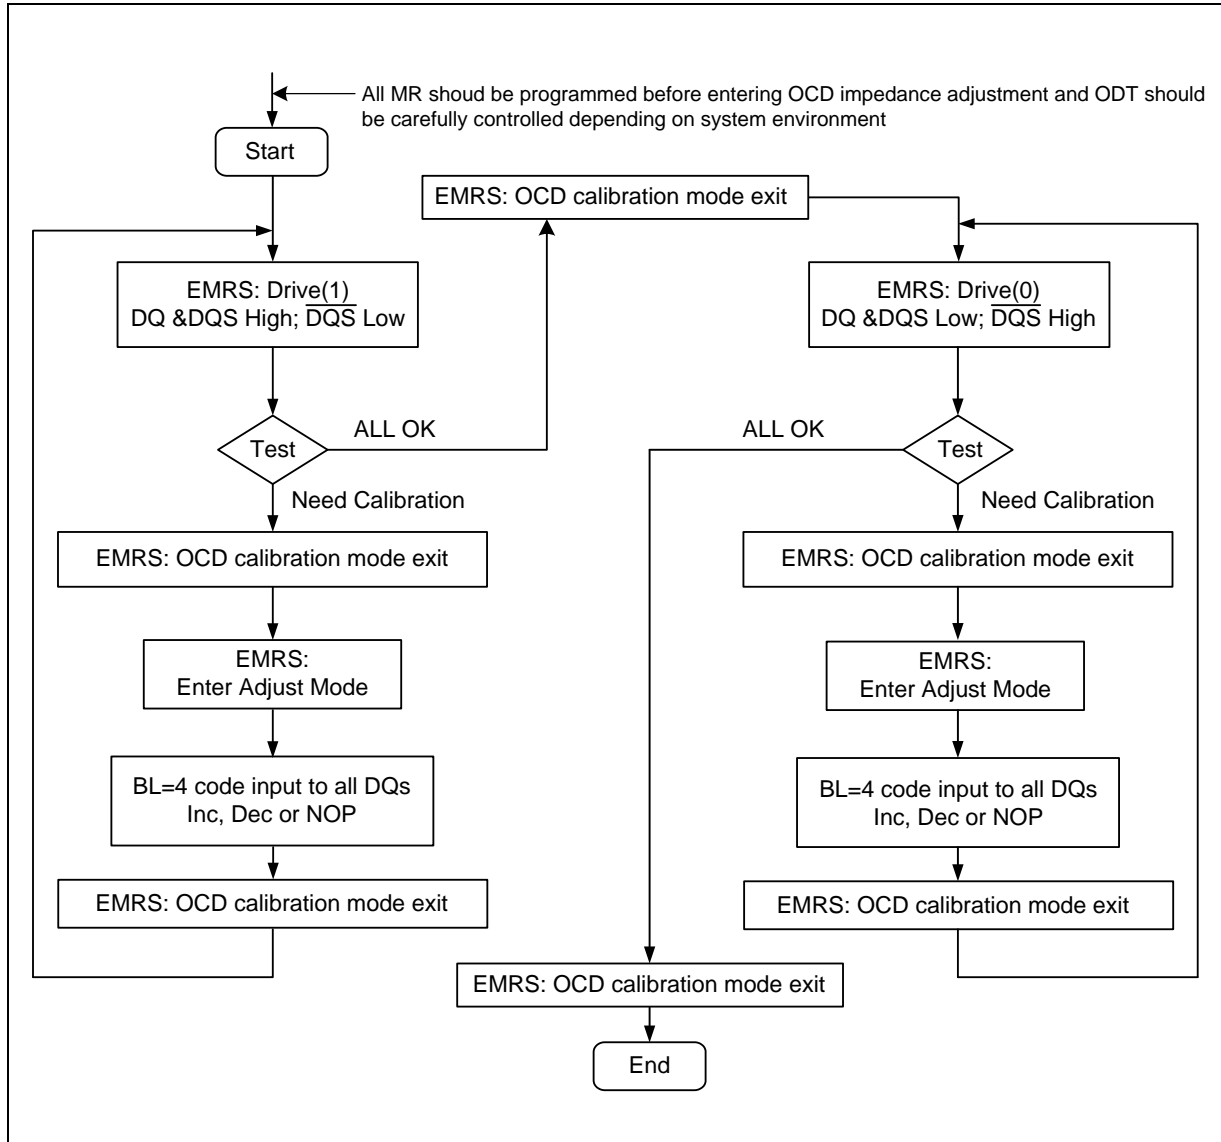 All MR shoud be programmed before entering OCD impedance adjustment and ODT should
be carefully controlled depending on system environment
Start
EMRS: OCD calibration mode exit
EMRS: Drive(1)
DQ &DQS High; D̅Q̅S̅ Low
EMRS: Drive(0)
DQ &DQS Low; D̅Q̅S̅ High
Test
ALL OK
ALL OK
Test
Need Calibration
Need Calibration
EMRS: OCD calibration mode exit
EMRS: OCD calibration mode exit
EMRS:
Enter Adjust Mode
EMRS:
Enter Adjust Mode
BL=4 code input to all DQs
Inc, Dec or NOP
BL=4 code input to all DQs
Inc, Dec or NOP
EMRS: OCD calibration mode exit
EMRS: OCD calibration mode exit
EMRS: OCD calibration mode exit
End